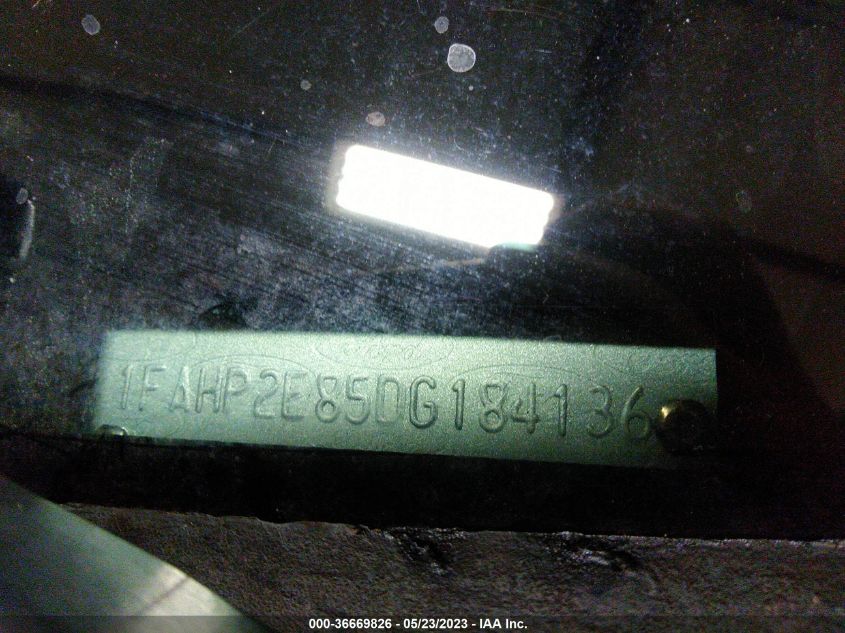 1FAHP2E85DG184136
000-36669826 - 05/23/2023 - IAA Inc.